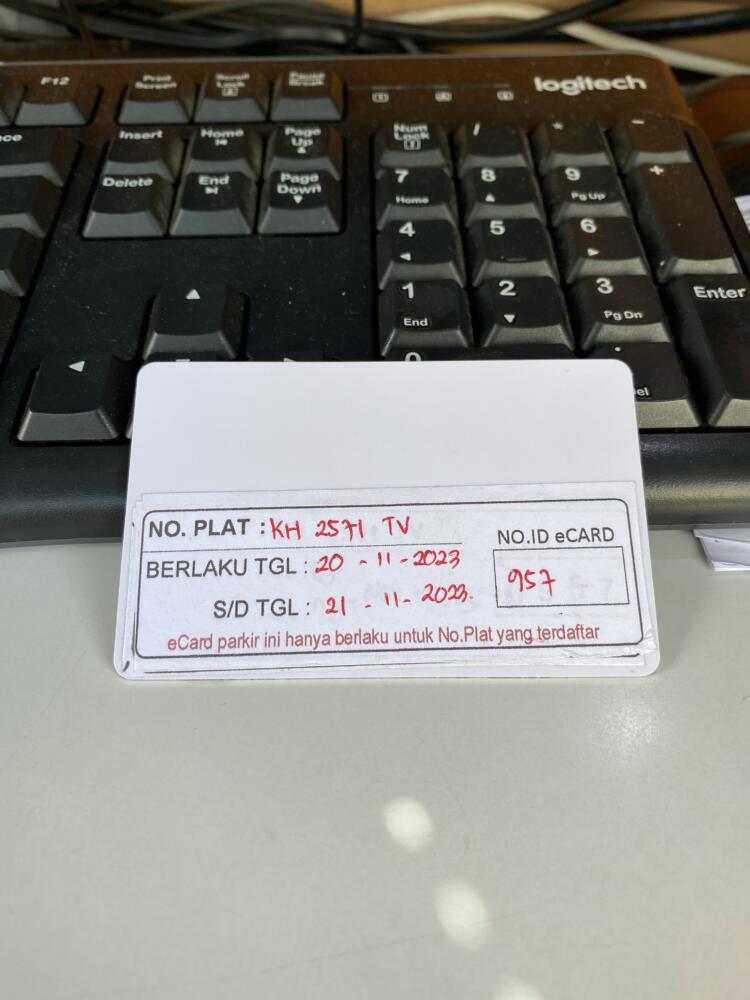 F12
Print Screen
Scroll Lock
Pause Break
logitech
Insert
Home
Page Up
Num Lock
/
*
-
Delete
End
Page Down
7 Home
8
9 Pg Up
+
4
5
6
1 End
2
3 Pg Dn
Enter
0
.
NO. PLAT : KH 2571 TV
NO.ID eCARD
BERLAKU TGL : 20 - 11 - 2023
957
S/D TGL : 21 - 11 - 2023.
eCard parkir ini hanya berlaku untuk No.Plat yang terdaftar